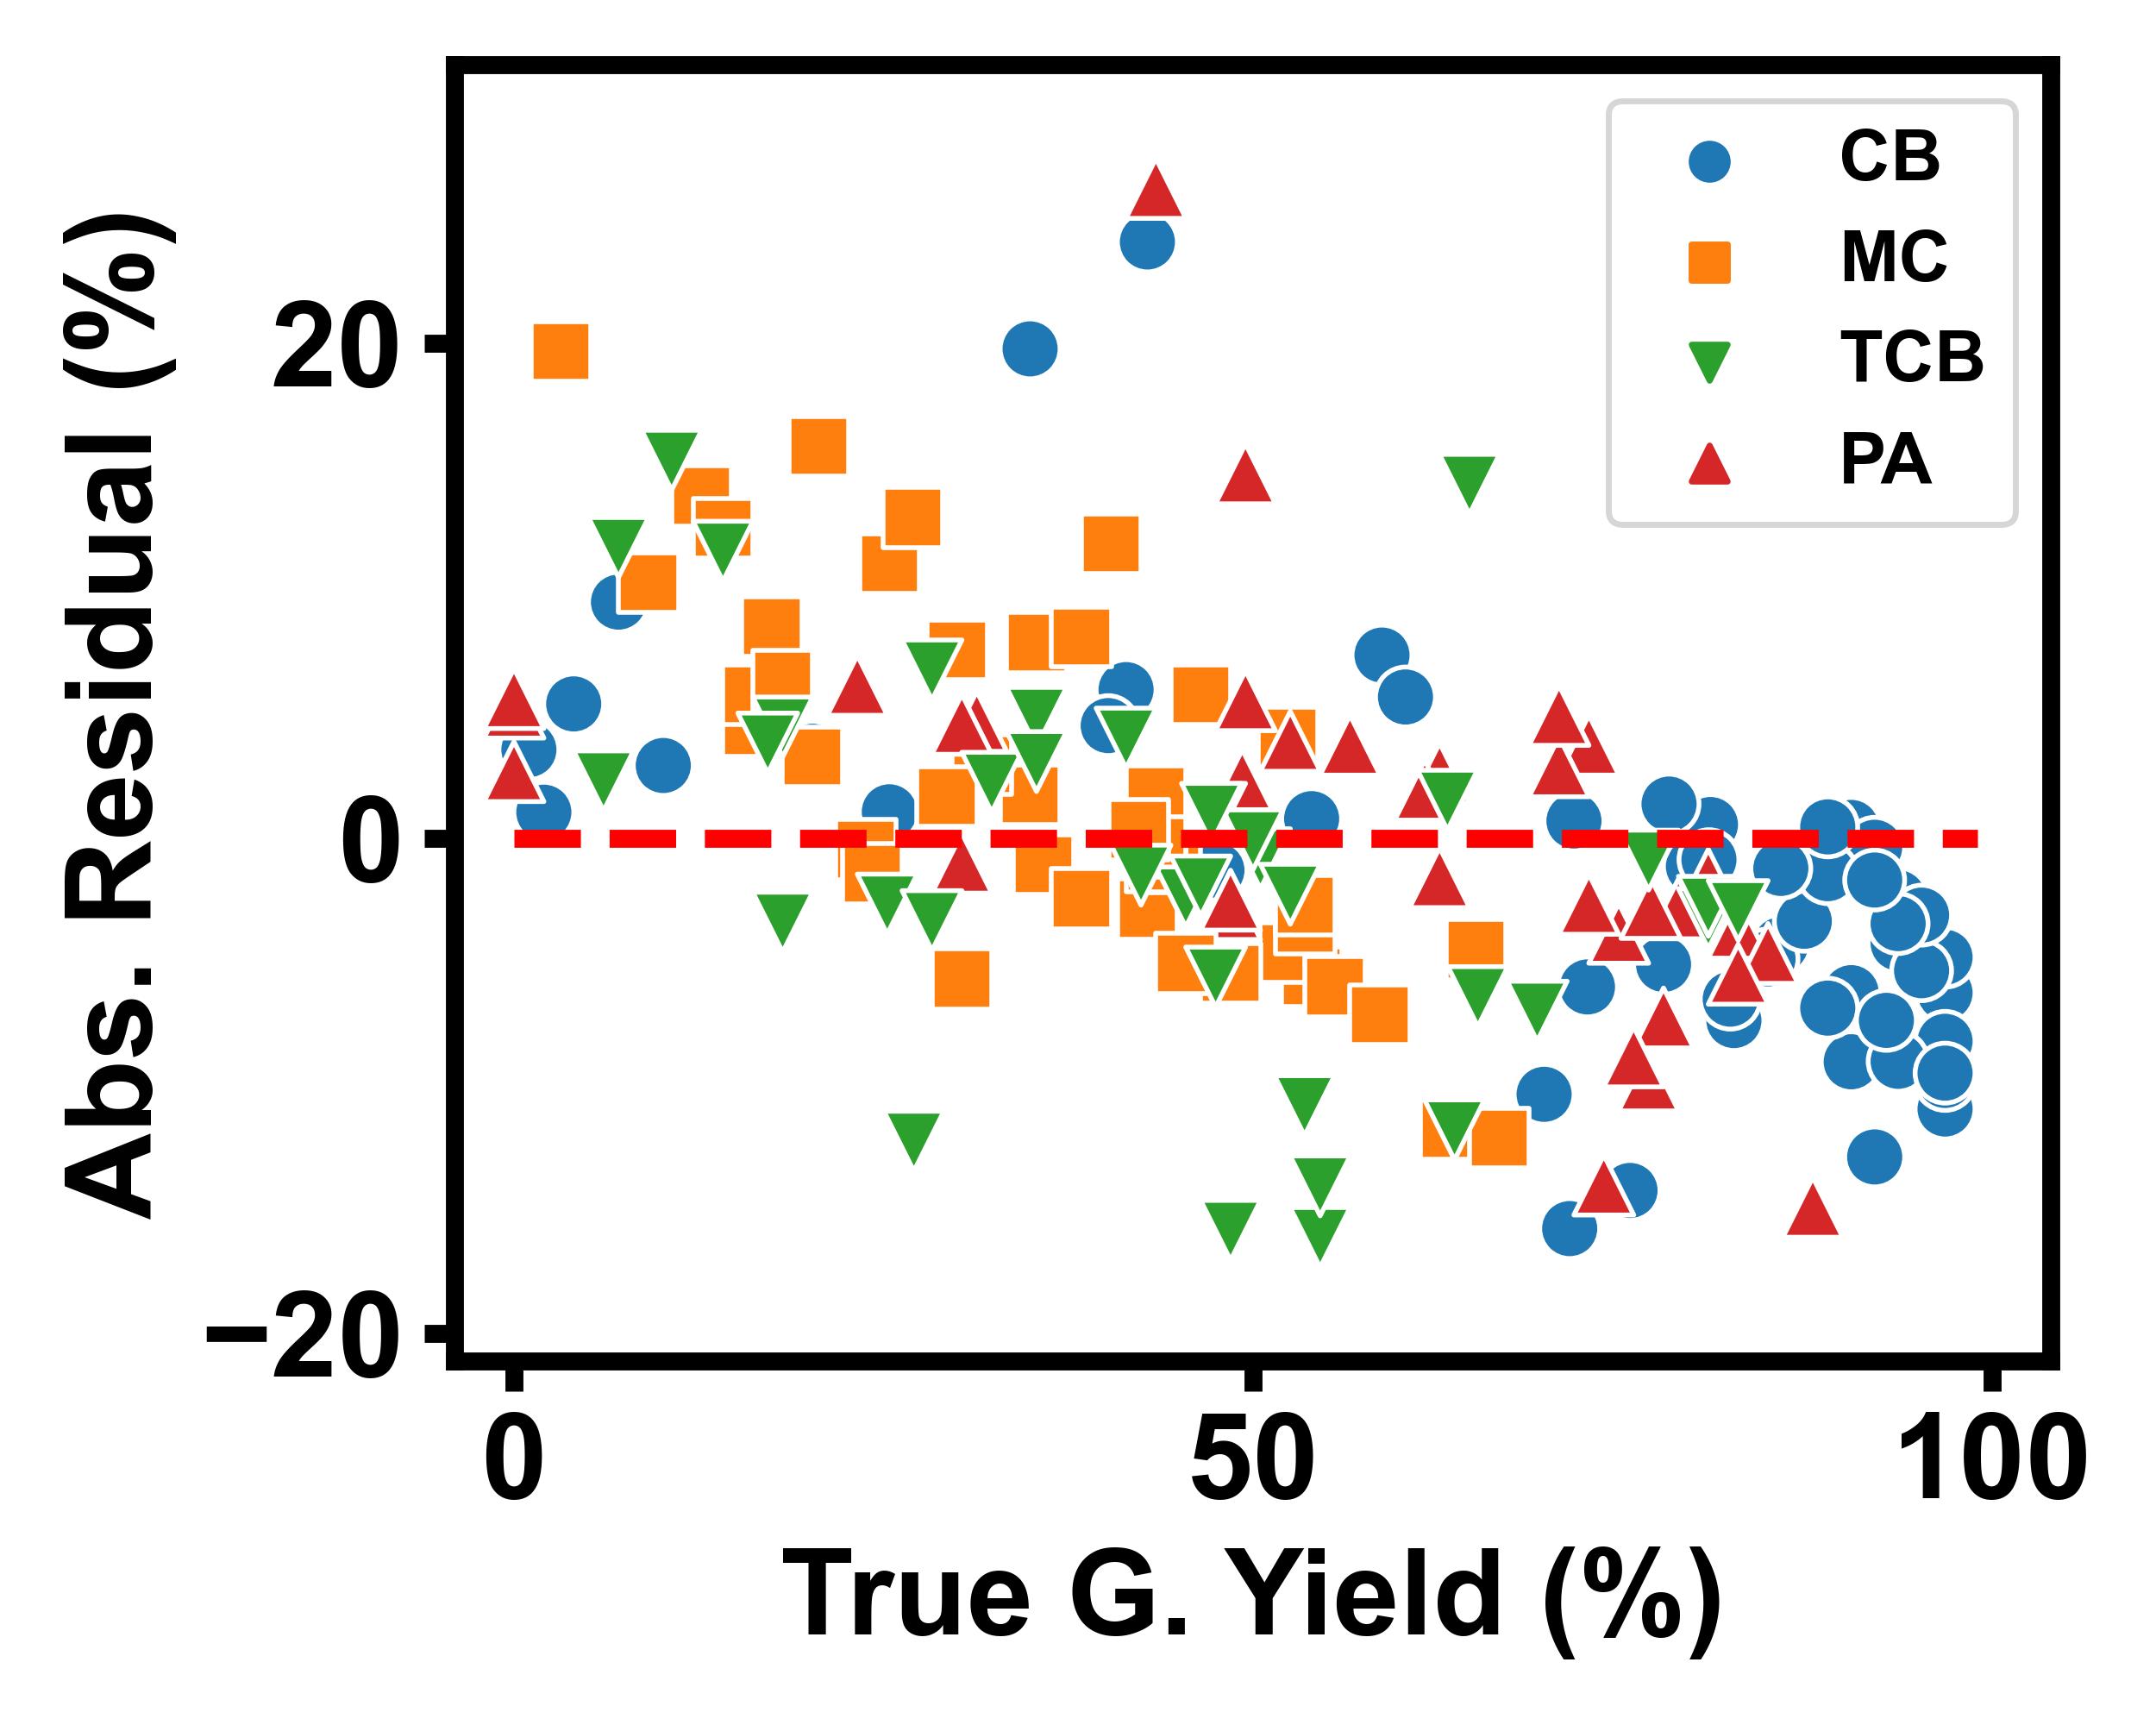 CB
MC
TCB
PA
20
0
−20
Abs. Residual (%)
0 50 100
True G. Yield (%)